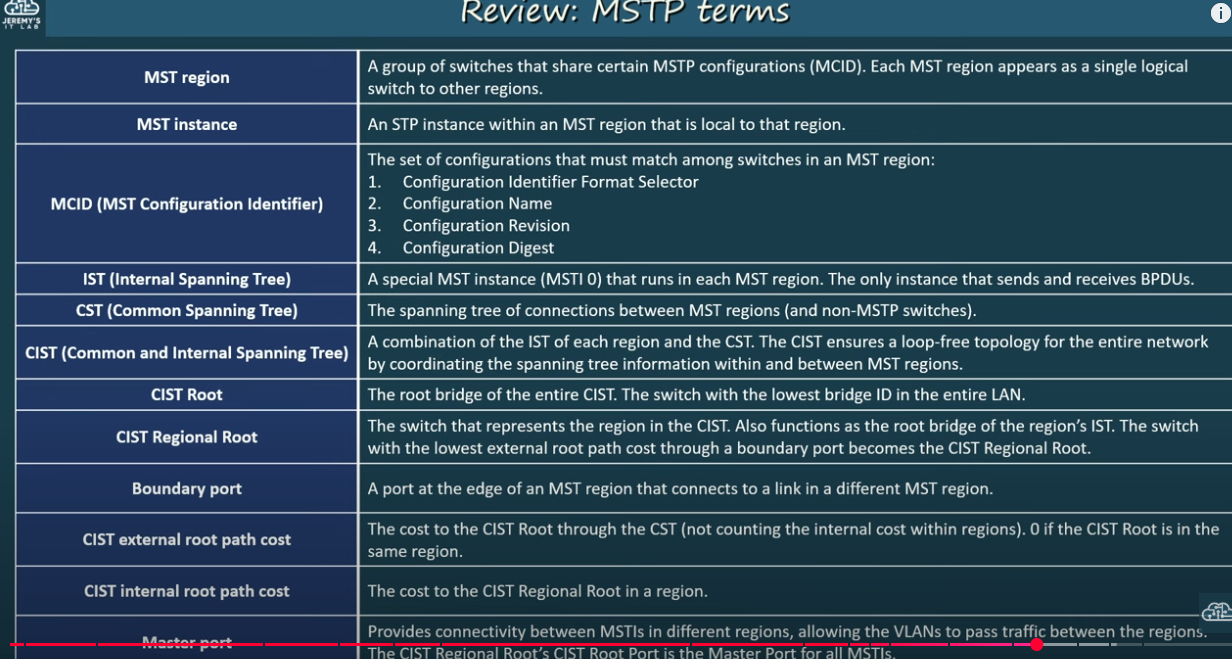 JEREMY'S
IT LAB
Review: MSTP terms
MST region
A group of switches that share certain MSTP configurations (MCID). Each MST region appears as a single logical
switch to other regions.
MST instance
An STP instance within an MST region that is local to that region.
MCID (MST Configuration Identifier)
The set of configurations that must match among switches in an MST region:
1. Configuration Identifier Format Selector
2. Configuration Name
3. Configuration Revision
4. Configuration Digest
IST (Internal Spanning Tree)
A special MST instance (MSTI 0) that runs in each MST region. The only instance that sends and receives BPDUs.
CST (Common Spanning Tree)
The spanning tree of connections between MST regions (and non-MSTP switches).
CIST (Common and Internal Spanning Tree)
A combination of the IST of each region and the CST. The CIST ensures a loop-free topology for the entire network
by coordinating the spanning tree information within and between MST regions.
CIST Root
The root bridge of the entire CIST. The switch with the lowest bridge ID in the entire LAN.
CIST Regional Root
The switch that represents the region in the CIST. Also functions as the root bridge of the region's IST. The switch
with the lowest external root path cost through a boundary port becomes the CIST Regional Root.
Boundary port
A port at the edge of an MST region that connects to a link in a different MST region.
CIST external root path cost
The cost to the CIST Root through the CST (not counting the internal cost within regions). 0 if the CIST Root is in the
same region.
CIST internal root path cost
The cost to the CIST Regional Root in a region.
Master port
Provides connectivity between MSTIs in different regions, allowing the VLANs to pass traffic between the regions.
The CIST Regional Root's CIST Root Port is the Master Port for all MSTIs.